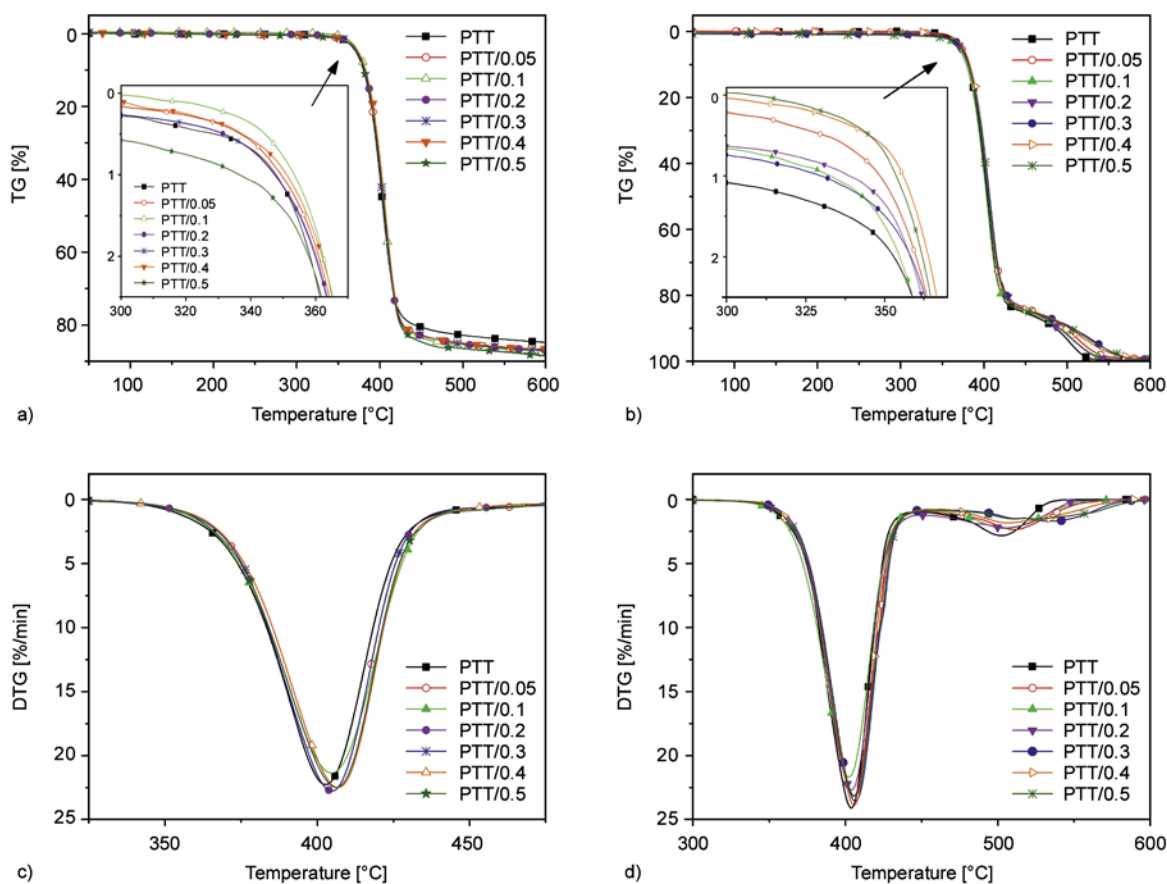 0
20
40
60
80
TG [%]
100
200
300
400
500
600
Temperature [°C]
a)
PTT
PTT/0.05
PTT/0.1
PTT/0.2
PTT/0.3
PTT/0.4
PTT/0.5
0
1
2
300
320
340
360
PTT
PTT/0.05
PTT/0.1
PTT/0.2
PTT/0.3
PTT/0.4
PTT/0.5
0
20
40
60
80
100
TG [%]
100
200
300
400
500
600
Temperature [°C]
b)
PTT
PTT/0.05
PTT/0.1
PTT/0.2
PTT/0.3
PTT/0.4
PTT/0.5
0
1
2
300
325
350
0
5
10
15
20
25
DTG [%/min]
350
400
450
Temperature [°C]
c)
PTT
PTT/0.05
PTT/0.1
PTT/0.2
PTT/0.3
PTT/0.4
PTT/0.5
0
5
10
15
20
25
DTG [%/min]
300
350
400
450
500
550
600
Temperature [°C]
d)
PTT
PTT/0.05
PTT/0.1
PTT/0.2
PTT/0.3
PTT/0.4
PTT/0.5